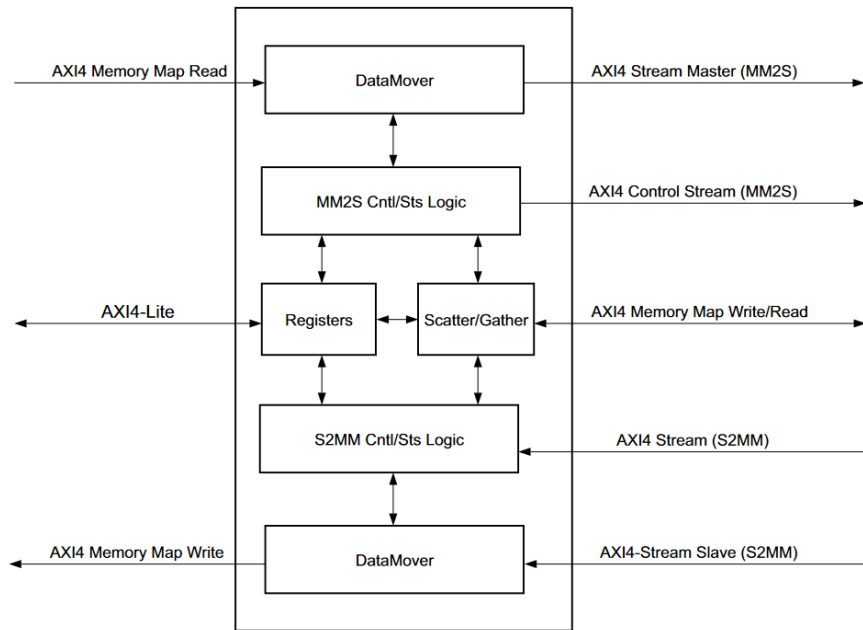 AXI4 Memory Map Read
DataMover
AXI4 Stream Master (MM2S)
MM2S Cntl/Sts Logic
AXI4 Control Stream (MM2S)
AXI4-Lite
Registers
Scatter/Gather
AXI4 Memory Map Write/Read
S2MM Cntl/Sts Logic
AXI4 Stream (S2MM)
AXI4 Memory Map Write
DataMover
AXI4-Stream Slave (S2MM)